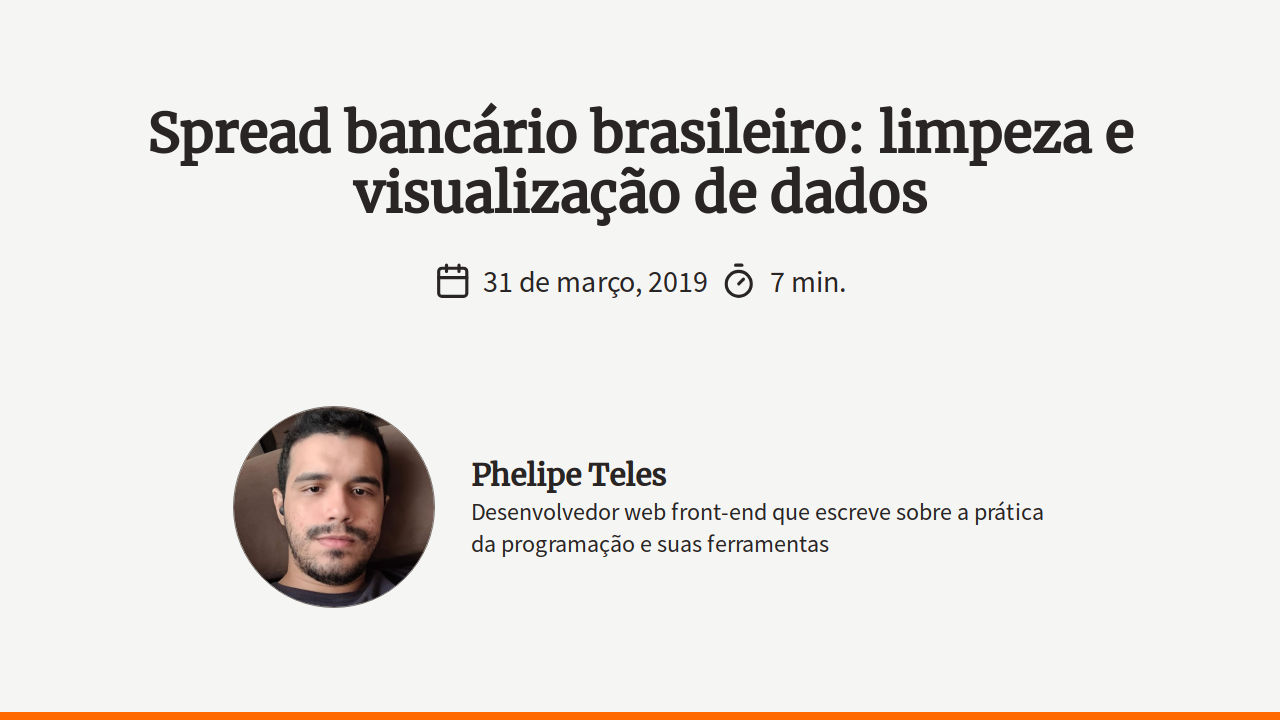 Spread bancário brasileiro: limpeza e
visualização de dados
31 de março, 2019 7 min.
Phelipe Teles
Desenvolvedor web front-end que escreve sobre a prática
da programação e suas ferramentas